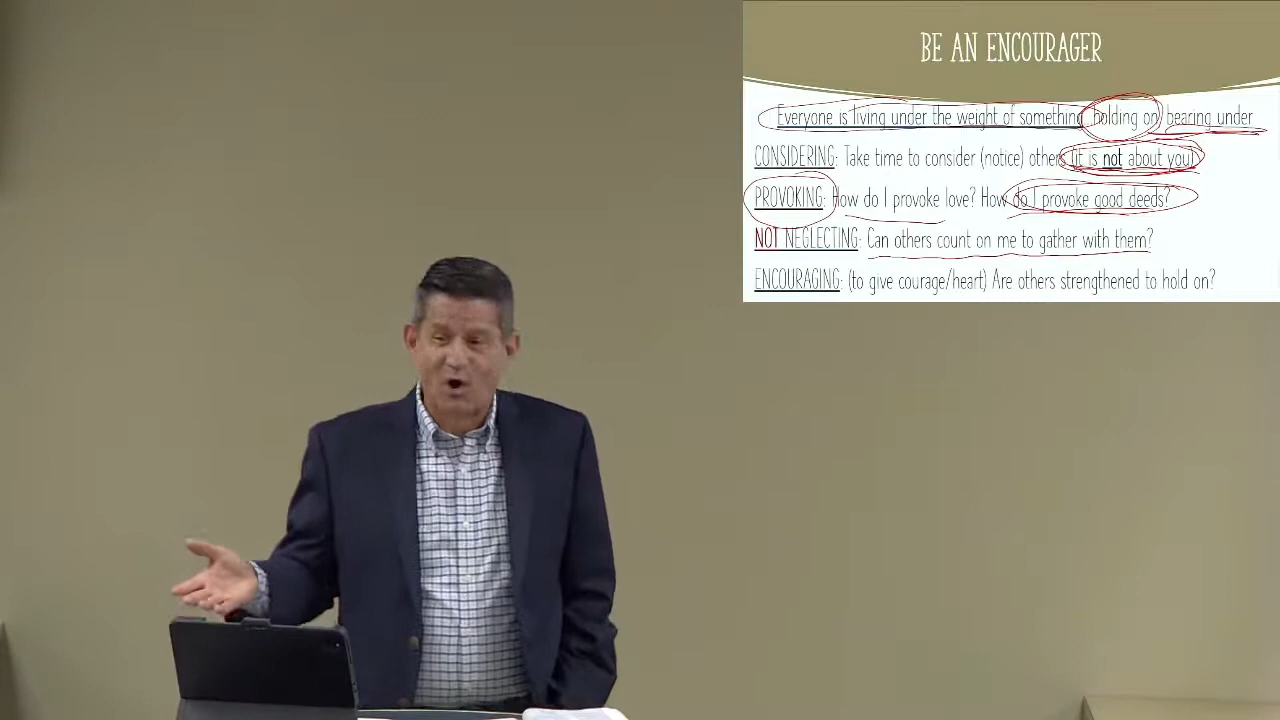 BE AN ENCOURAGER
Everyone is living under the weight of something holding on bearing under
CONSIDERING: Take time to consider (notice) others (it is not about you)
PROVOKING: How do I provoke love? How do I provoke good deeds?
NOT NEGLECTING: Can others count on me to gather with them?
ENCOURAGING: (to give courage/heart) Are others strengthened to hold on?